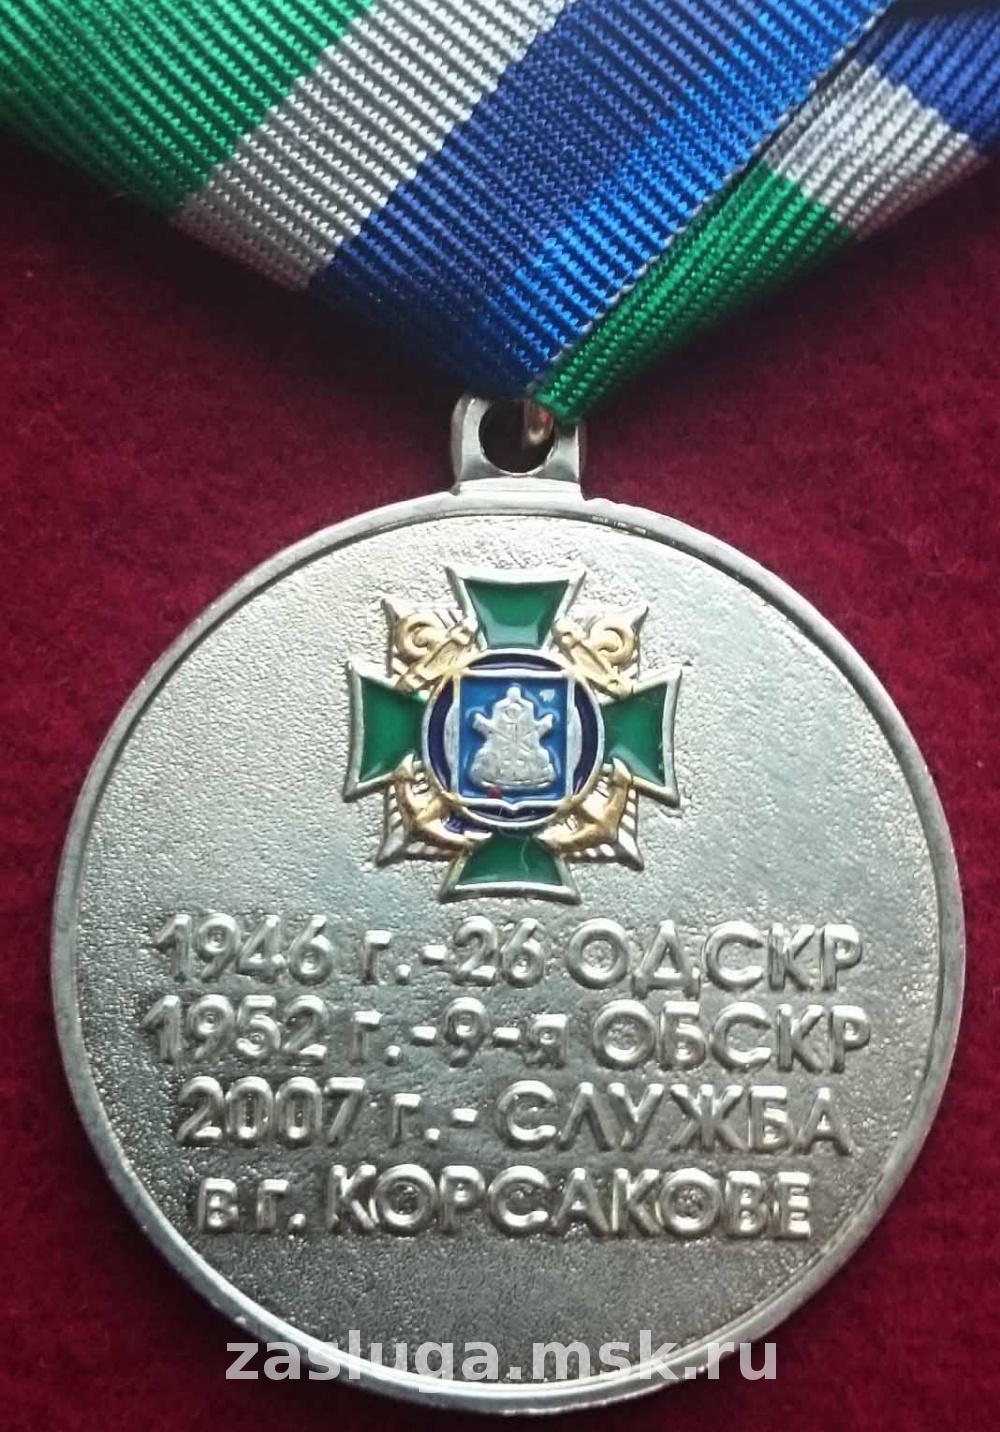 1946 г.-26 ОДСКР
1952 г.-9-я ОБСКР
2007 г.- СЛУЖБА
в г. КОРСАКОВЕ
zasluga.msk.ru